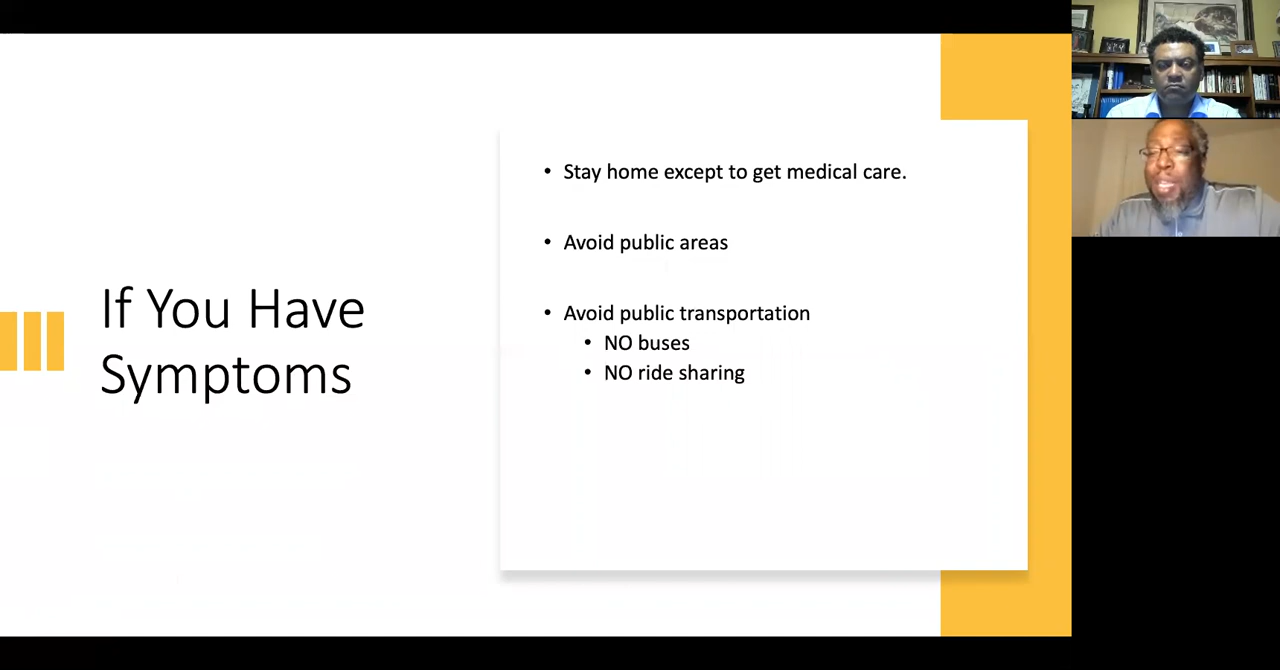 If You Have
Symptoms
• Stay home except to get medical care.
• Avoid public areas
• Avoid public transportation
• NO buses
• NO ride sharing